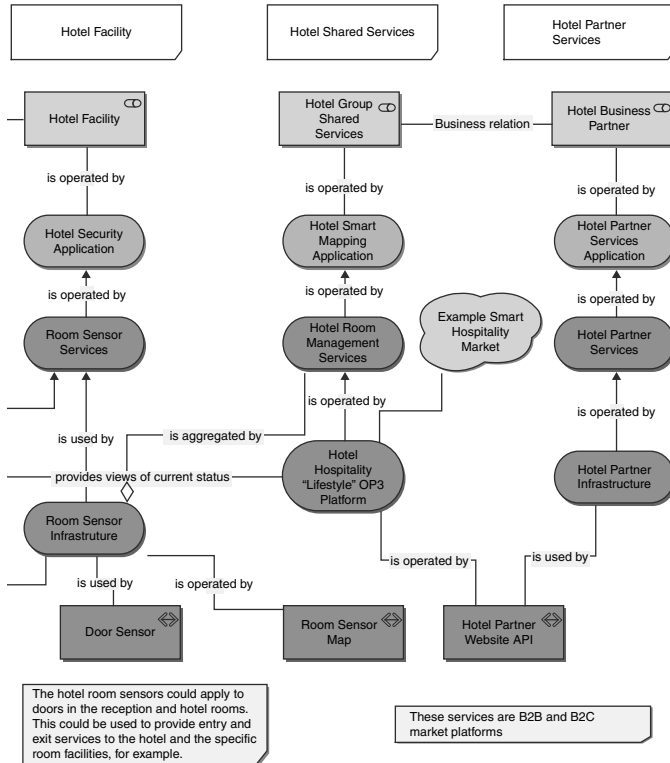 Hotel Facility
Hotel Shared Services
Hotel Partner
Services
Hotel Facility
Hotel Group
Shared
Services
Business relation
Hotel Business
Partner
is operated by
is operated by
is operated by
Hotel Security
Application
Hotel Smart
Mapping
Application
Hotel Partner
Services
Application
is operated by
is operated by
is operated by
Example Smart
Hospitality
Market
Room Sensor
Services
Hotel Room
Management
Services
Hotel Partner
Services
is operated by
is operated by
is used by
is aggregated by
provides views of current status
Hotel
Hospitality
“Lifestyle” OP3
Platform
Hotel Partner
Infrastructure
Room Sensor
Infrastruture
is operated by
is used by
is used by
is operated by
Door Sensor
Room Sensor
Map
Hotel Partner
Website API
The hotel room sensors could apply to
doors in the reception and hotel rooms.
This could be used to provide entry and
exit services to the hotel and the specific
room facilities, for example.
These services are B2B and B2C
market platforms